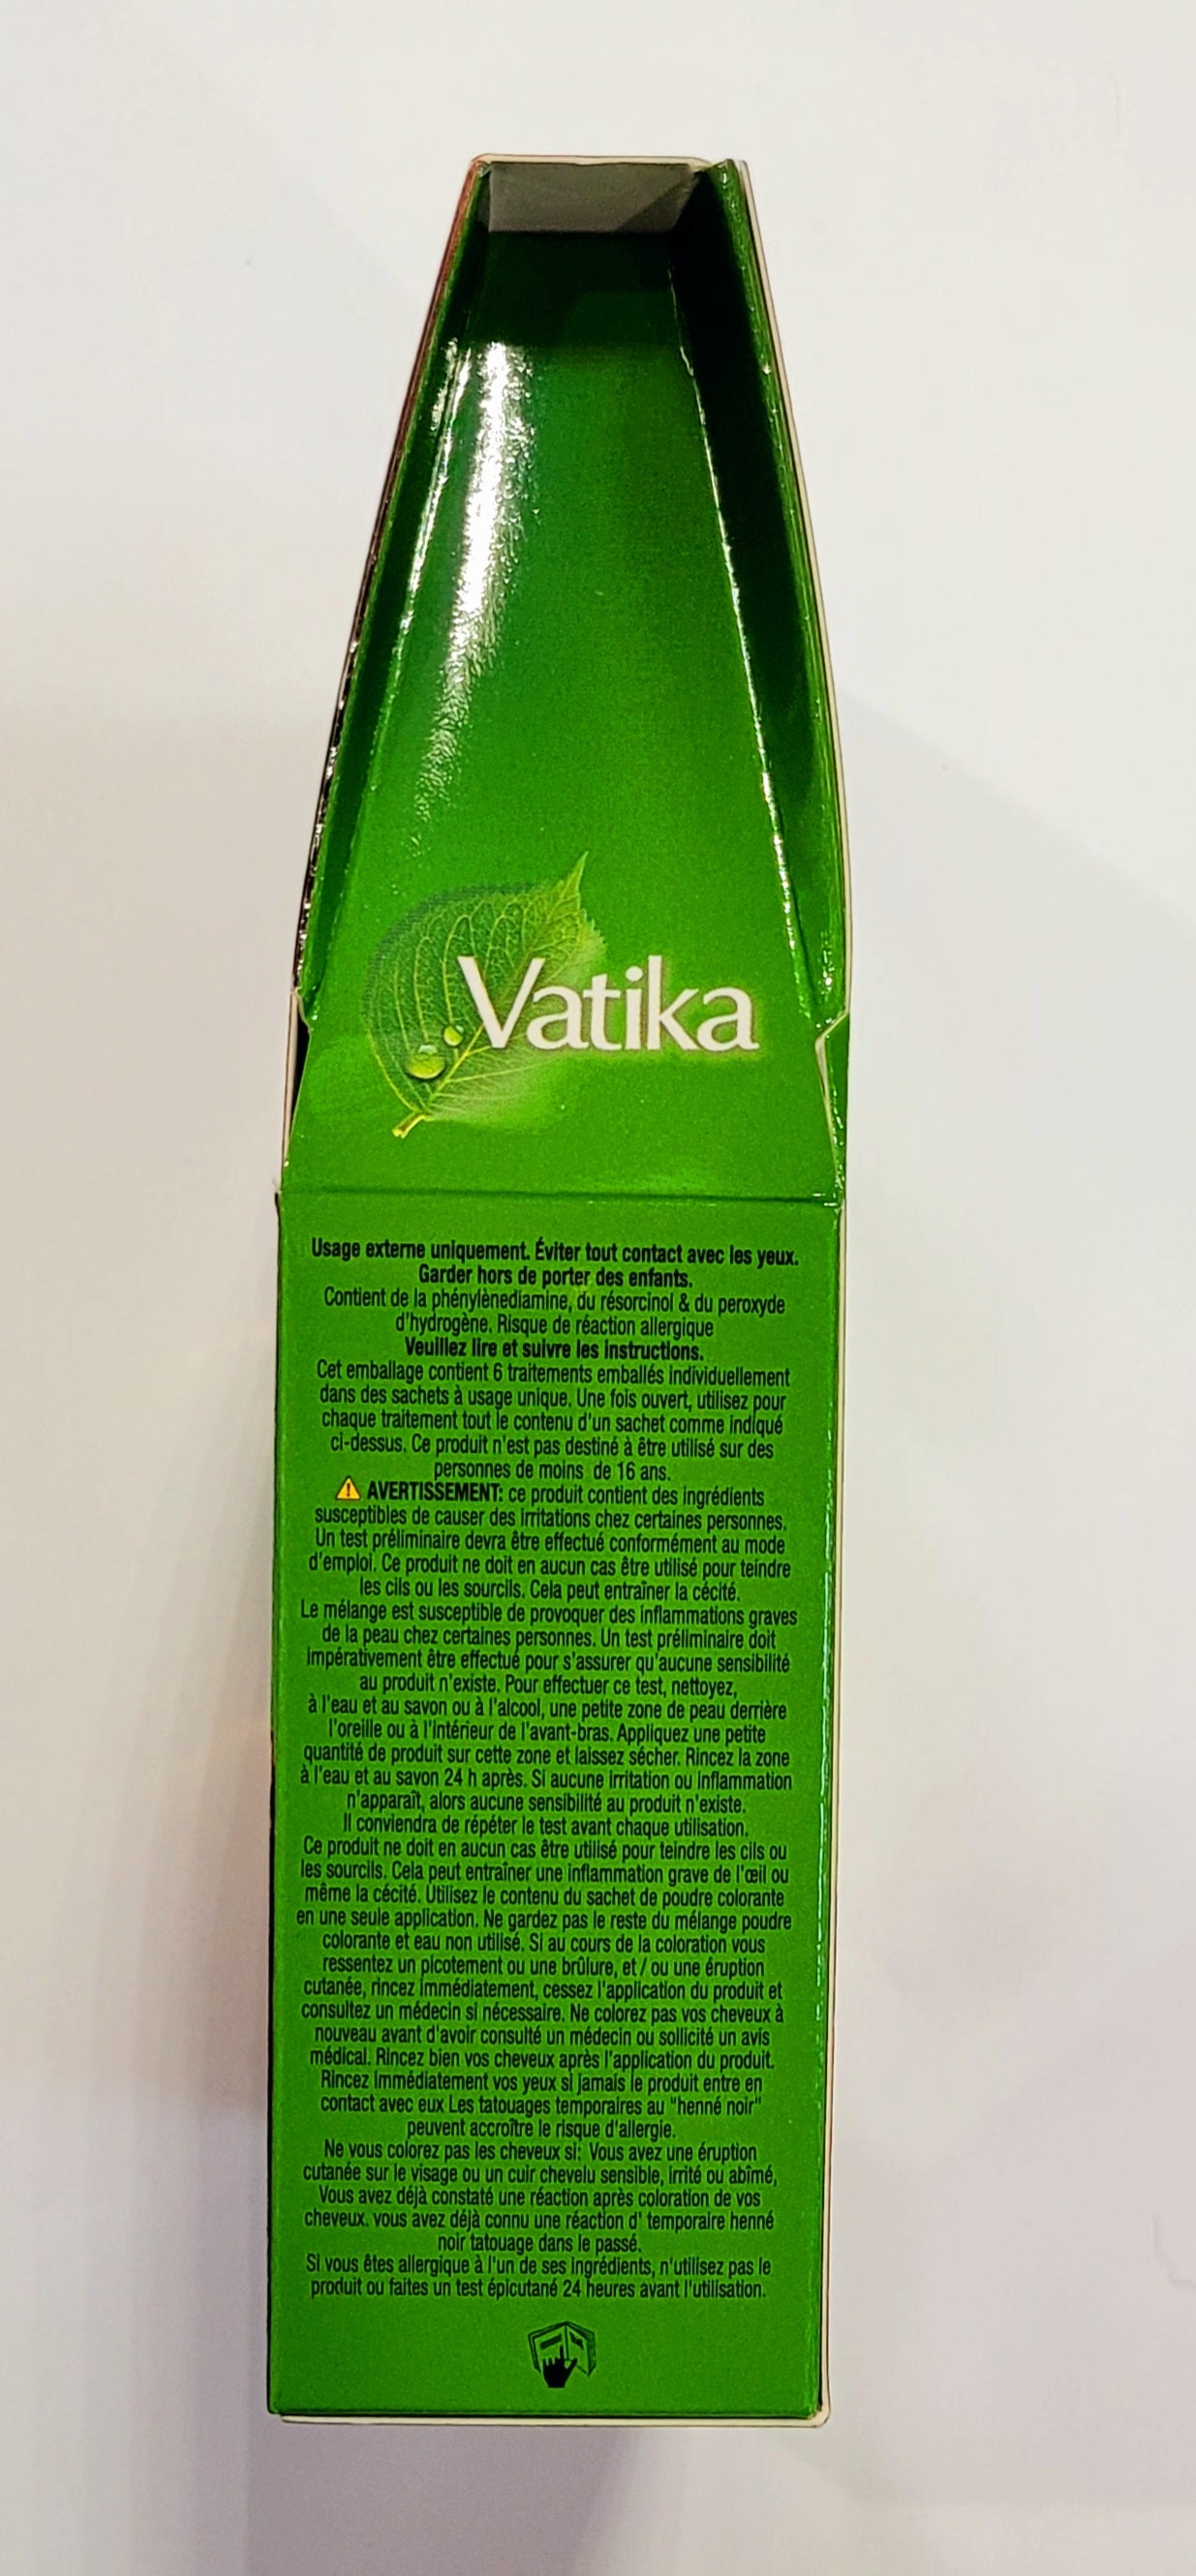 Vatika
Usage externe uniquement. Éviter tout contact avec les yeux.
Garder hors de porter des enfants.
Contient de la phénylènediamine, du résorcinol & du peroxyde
d'hydrogène. Risque de réaction allergique
Veuillez lire et suivre les instructions.
Cet emballage contient 6 traitements emballés individuellement
dans des sachets à usage unique. Une fois ouvert, utilisez pour
chaque traitement tout le contenu d'un sachet comme indiqué
ci-dessus. Ce produit n'est pas destiné à être utilisé sur des
personnes de moins de 16 ans.
⚠ AVERTISSEMENT: ce produit contient des ingrédients
susceptibles de causer des irritations chez certaines personnes.
Un test préliminaire devra être effectué conformément au mode
d'emploi. Ce produit ne doit en aucun cas être utilisé pour teindre
les cils ou les sourcils. Cela peut entraîner la cécité.
Le mélange est susceptible de provoquer des inflammations graves
de la peau chez certaines personnes. Un test préliminaire doit
impérativement être effectué pour s'assurer qu'aucune sensibilité
au produit n'existe. Pour effectuer ce test, nettoyez,
à l'eau et au savon ou à l'alcool, une petite zone de peau derrière
l'oreille ou à l'intérieur de l'avant-bras. Appliquez une petite
quantité de produit sur cette zone et laissez sécher. Rincez la zone
à l'eau et au savon 24 h après. Si aucune irritation ou inflammation
n'apparaît, alors aucune sensibilité au produit n'existe.
Il conviendra de répéter le test avant chaque utilisation.
Ce produit ne doit en aucun cas être utilisé pour teindre les cils ou
les sourcils. Cela peut entraîner une inflammation grave de l'œil ou
même la cécité. Utilisez le contenu du sachet de poudre colorante
en une seule application. Ne gardez pas le reste du mélange poudre
colorante et eau non utilisé. Si au cours de la coloration vous
ressentez un picotement ou une brûlure, et / ou une éruption
cutanée, rincez immédiatement, cessez l'application du produit et
consultez un médecin si nécessaire. Ne colorez pas vos cheveux à
nouveau avant d'avoir consulté un médecin ou sollicité un avis
médical. Rincez bien vos cheveux après l'application du produit.
Rincez immédiatement vos yeux si jamais le produit entre en
contact avec eux Les tatouages temporaires au "henné noir"
peuvent accroître le risque d'allergie.
Ne vous colorez pas les cheveux si: Vous avez une éruption
cutanée sur le visage ou un cuir chevelu sensible, irrité ou abîmé,
Vous avez déjà constaté une réaction après coloration de vos
cheveux. vous avez déjà connu une réaction d' temporaire henné
noir tatouage dans le passé.
Si vous êtes allergique à l'un de ses ingrédients, n'utilisez pas le
produit ou faites un test épicutané 24 heures avant l'utilisation.